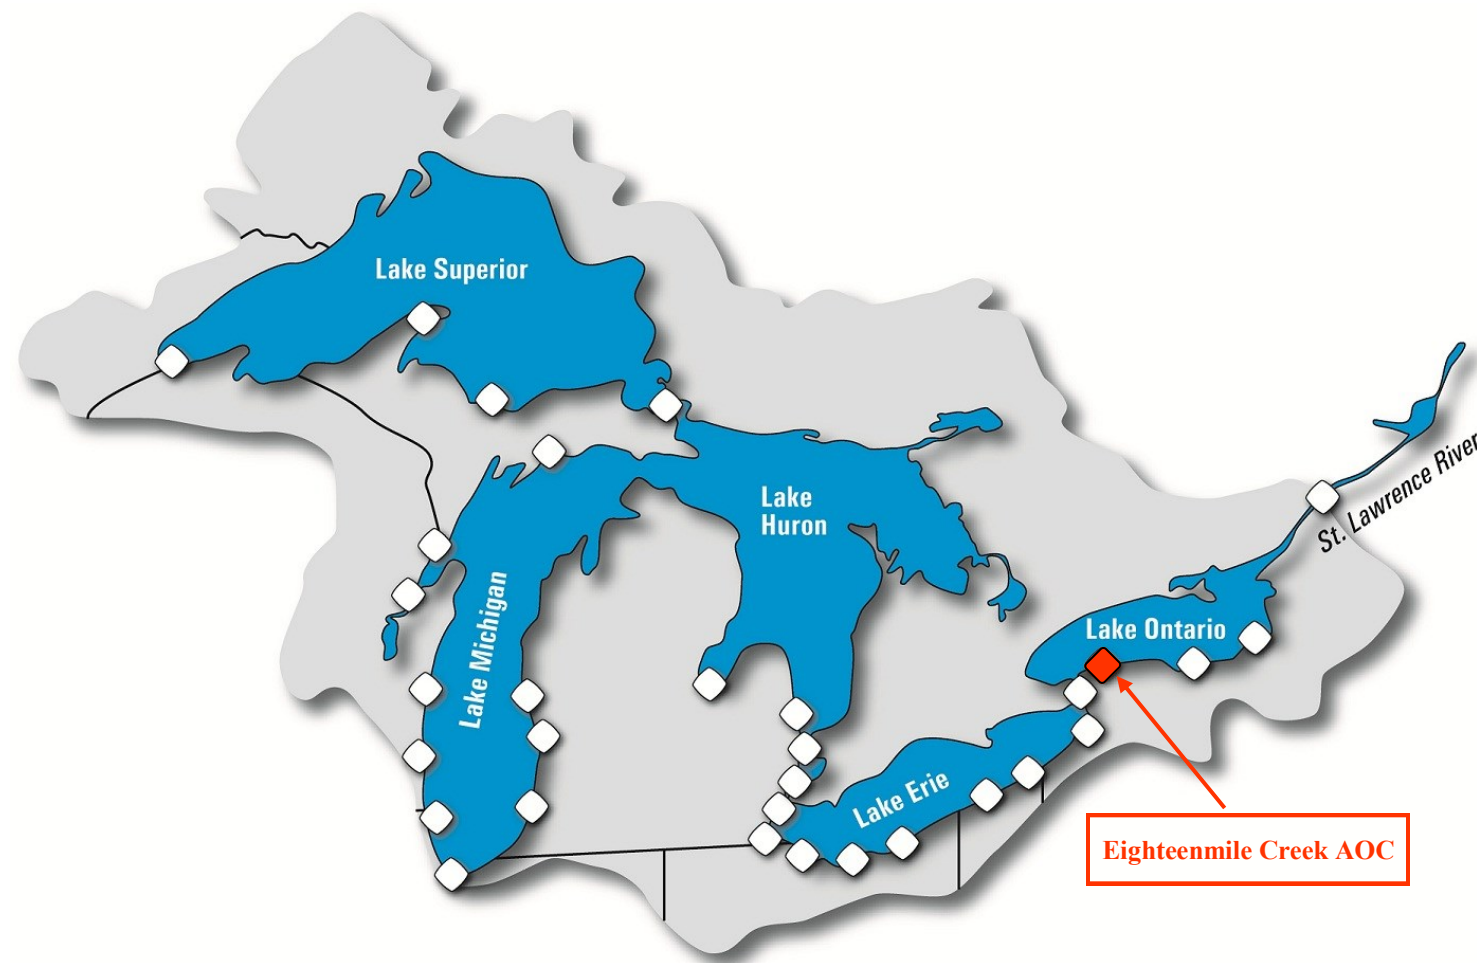 Lake Superior
Lake
Huron
Lake Michigan
St. Lawrence River
Lake Ontario
Lake Erie
Eighteenmile Creek AOC